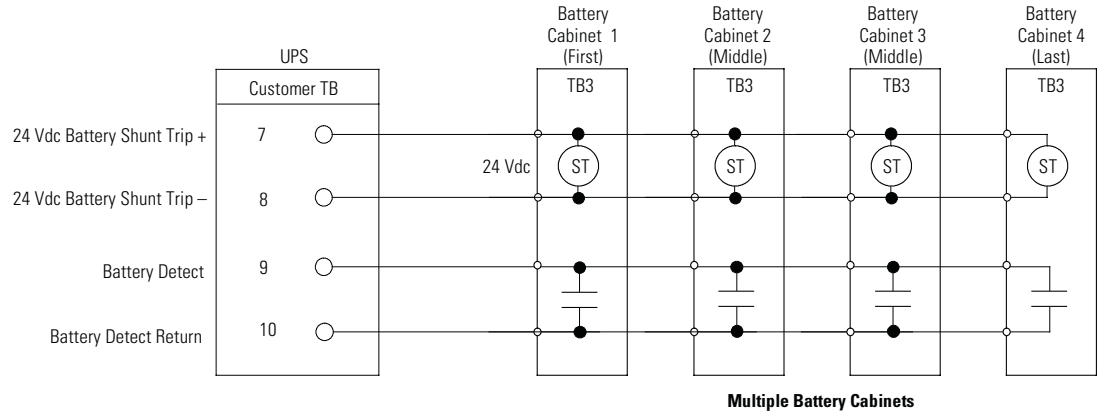 Battery
Cabinet 1
(First)
Battery
Cabinet 2
(Middle)
Battery
Cabinet 3
(Middle)
Battery
Cabinet 4
(Last)
UPS
Customer TB
TB3
TB3
TB3
TB3
24 Vdc Battery Shunt Trip +
7
24 Vdc
ST
ST
ST
ST
24 Vdc Battery Shunt Trip –
8
Battery Detect
9
Battery Detect Return
10
Multiple Battery Cabinets